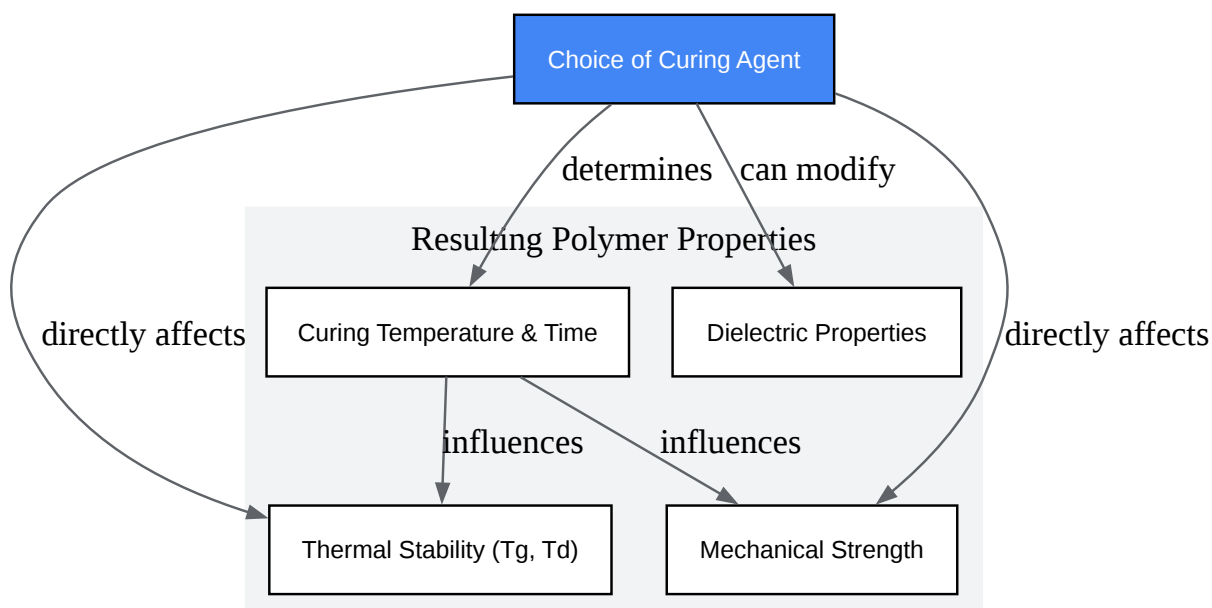 Choice of Curing Agent
determines
can modify
Resulting Polymer Properties
directly affects
Curing Temperature & Time
Dielectric Properties
directly affects
influences
influences
Thermal Stability (Tg, Td)
Mechanical Strength